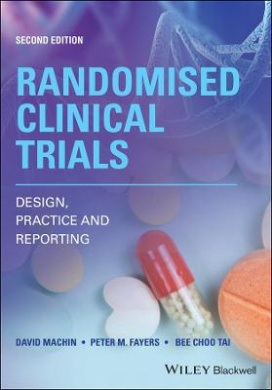 SECOND EDITION
RANDOMISED
CLINICAL
TRIALS
DESIGN,
PRACTICE AND
REPORTING
DAVID MACHIN • PETER M. FAYERS • BEE CHOO TAI
WILEY Blackwell